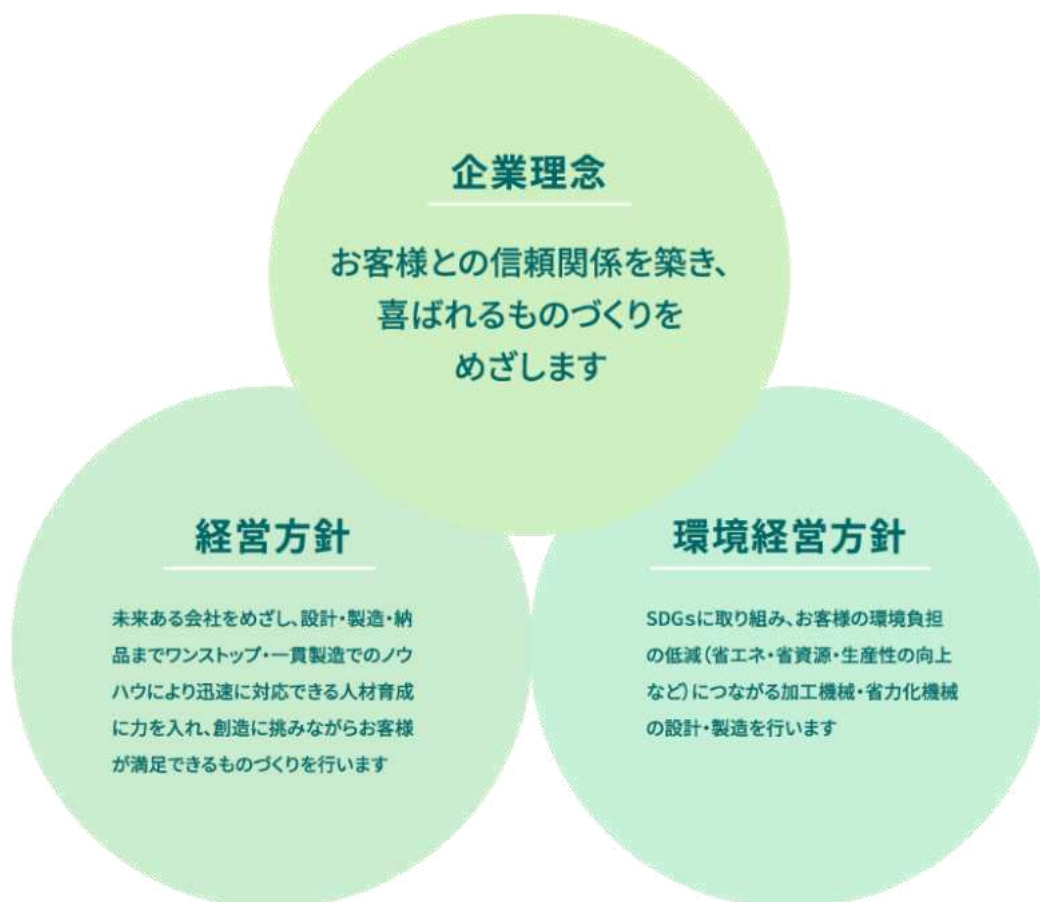 企業理念
お客様との信頼関係を築き、
喜ばれるものづくりを
めざします
経営方針
未来ある会社をめざし、設計・製造・納
品までワンストップ・一貫製造でのノウ
ハウにより迅速に対応できる人材育成
に力を入れ、創造に挑みながらお客様
が満足できるものづくりを行います
環境経営方針
SDGsに取り組み、お客様の環境負担
の低減(省エネ・省資源・生産性の向上
など)につながる加工機械・省力化機械
の設計・製造を行います